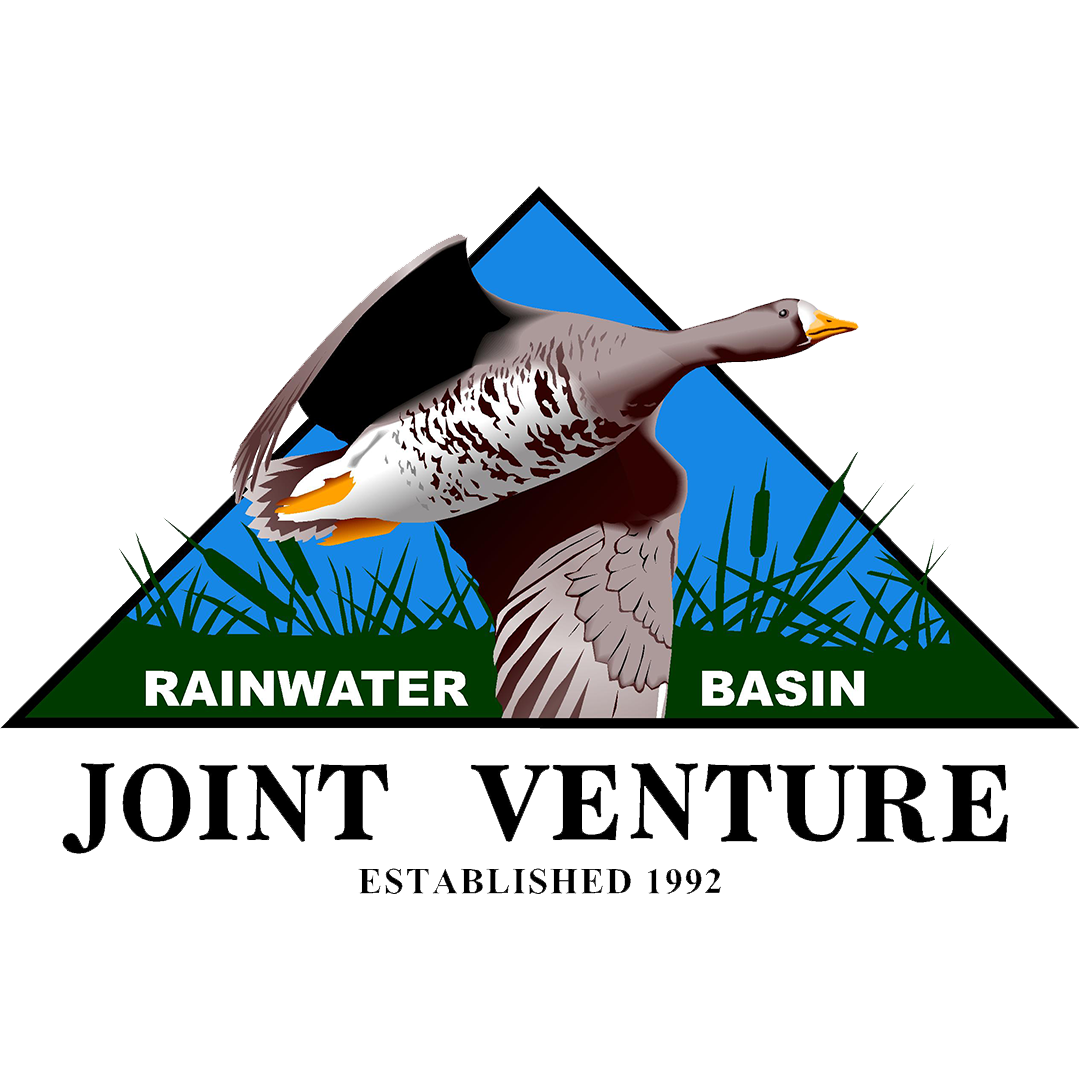 RAINWATER BASIN
JOINT VENTURE
ESTABLISHED 1992